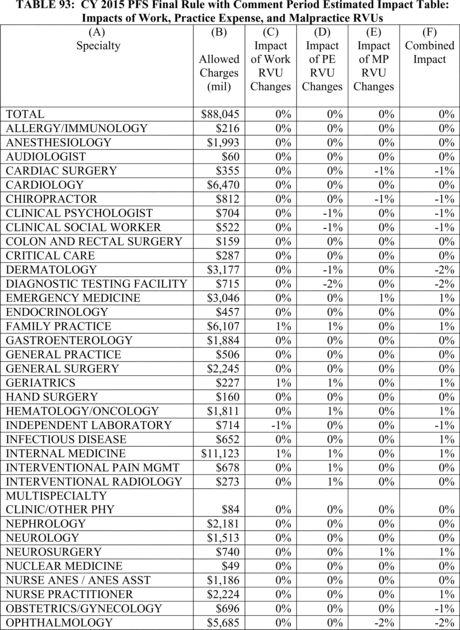 TABLE 93: CY 2015 PFS Final Rule with Comment Period Estimated Impact Table:
Impacts of Work, Practice Expense, and Malpractice RVUs
(A) (B) (C) (D) (E) (F)
Specialty Impact Impact Impact Combined
Allowed of Work of PE of MP Impact
Charges RVU RVU RVU
(mil) Changes Changes Changes
TOTAL $88,045 0% 0% 0% 0%
ALLERGY/IMMUNOLOGY $216 0% 0% 0% 0%
ANESTHESIOLOGY $1,993 0% 0% 0% 0%
AUDIOLOGIST $60 0% 0% 0% 0%
CARDIAC SURGERY $355 0% 0% -1% -1%
CARDIOLOGY $6,470 0% 0% 0% 0%
CHIROPRACTOR $812 0% 0% -1% -1%
CLINICAL PSYCHOLOGIST $704 0% -1% 0% -1%
CLINICAL SOCIAL WORKER $522 0% -1% 0% -1%
COLON AND RECTAL SURGERY $159 0% 0% 0% 0%
CRITICAL CARE $287 0% 0% 0% 0%
DERMATOLOGY $3,177 0% -1% 0% -2%
DIAGNOSTIC TESTING FACILITY $715 0% -2% 0% -2%
EMERGENCY MEDICINE $3,046 0% 0% 1% 1%
ENDOCRINOLOGY $457 0% 0% 0% 0%
FAMILY PRACTICE $6,107 1% 1% 0% 1%
GASTROENTEROLOGY $1,884 0% 0% 0% 0%
GENERAL PRACTICE $506 0% 0% 0% 0%
GENERAL SURGERY $2,245 0% 0% 0% 0%
GERIATRICS $227 1% 1% 0% 1%
HAND SURGERY $160 0% 0% 0% 0%
HEMATOLOGY/ONCOLOGY $1,811 0% 1% 0% 1%
INDEPENDENT LABORATORY $714 -1% 0% 0% -1%
INFECTIOUS DISEASE $652 0% 0% 0% 1%
INTERNAL MEDICINE $11,123 1% 1% 0% 1%
INTERVENTIONAL PAIN MGMT $678 0% 1% 0% 1%
INTERVENTIONAL RADIOLOGY $273 0% 1% 0% 1%
MULTISPECIALTY
CLINIC/OTHER PHY $84 0% 0% 0% 0%
NEPHROLOGY $2,181 0% 0% 0% 0%
NEUROLOGY $1,513 0% 0% 0% 0%
NEUROSURGERY $740 0% 0% 1% 1%
NUCLEAR MEDICINE $49 0% 0% 0% 0%
NURSE ANES / ANES ASST $1,186 0% 0% 0% 0%
NURSE PRACTITIONER $2,224 0% 0% 0% 1%
OBSTETRICS/GYNECOLOGY $696 0% 0% 0% -1%
OPHTHALMOLOGY $5,685 0% 0% -2% -2%